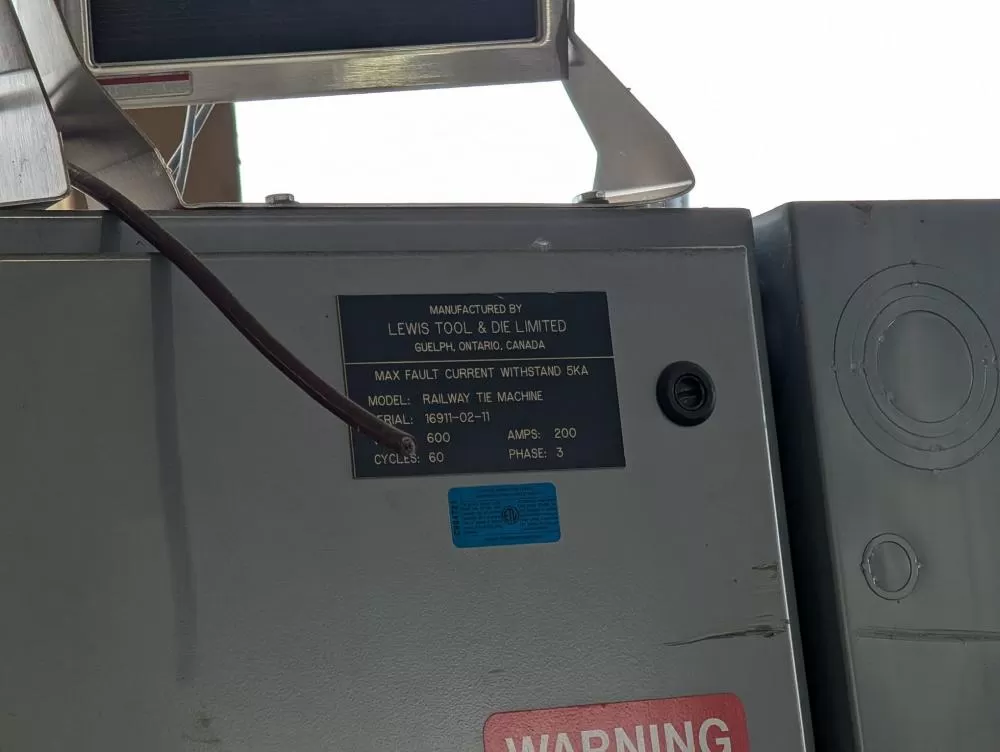 MANUFACTURED BY
LEWIS TOOL & DIE LIMITED
GUELPH, ONTARIO, CANADA
MAX FAULT CURRENT WITHSTAND 5KA
MODEL: RAILWAY TIE MACHINE
ERIAL: 16911-02-11
600 AMPS: 200
CYCLES: 60 PHASE: 3
ETL
WARNING